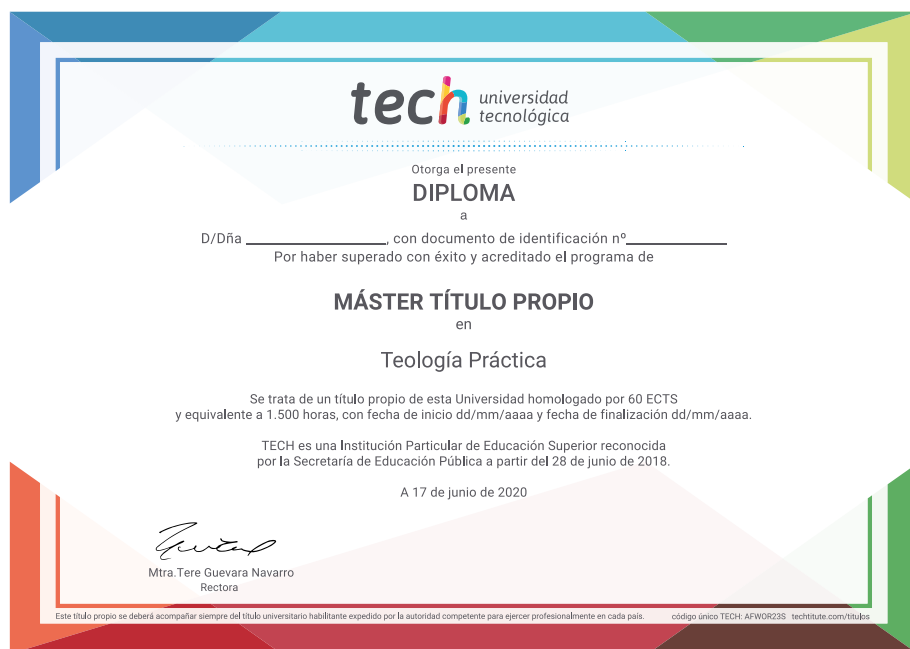 tech universidad
tecnológica
Otorga el presente
DIPLOMA
a
D/Dña ____________________, con documento de identificación nº______________
Por haber superado con éxito y acreditado el programa de
MÁSTER TÍTULO PROPIO
en
Teología Práctica
Se trata de un título propio de esta Universidad homologado por 60 ECTS
y equivalente a 1.500 horas, con fecha de inicio dd/mm/aaaa y fecha de finalización dd/mm/aaaa.
TECH es una Institución Particular de Educación Superior reconocida
por la Secretaría de Educación Pública a partir del 28 de junio de 2018.
A 17 de junio de 2020
Mtra.Tere Guevara Navarro
Rectora
Este título propio se deberá acompañar siempre del título universitario habilitante expedido por la autoridad competente para ejercer profesionalmente en cada país. código único TECH: AFWOR23S techtitute.com/titulos